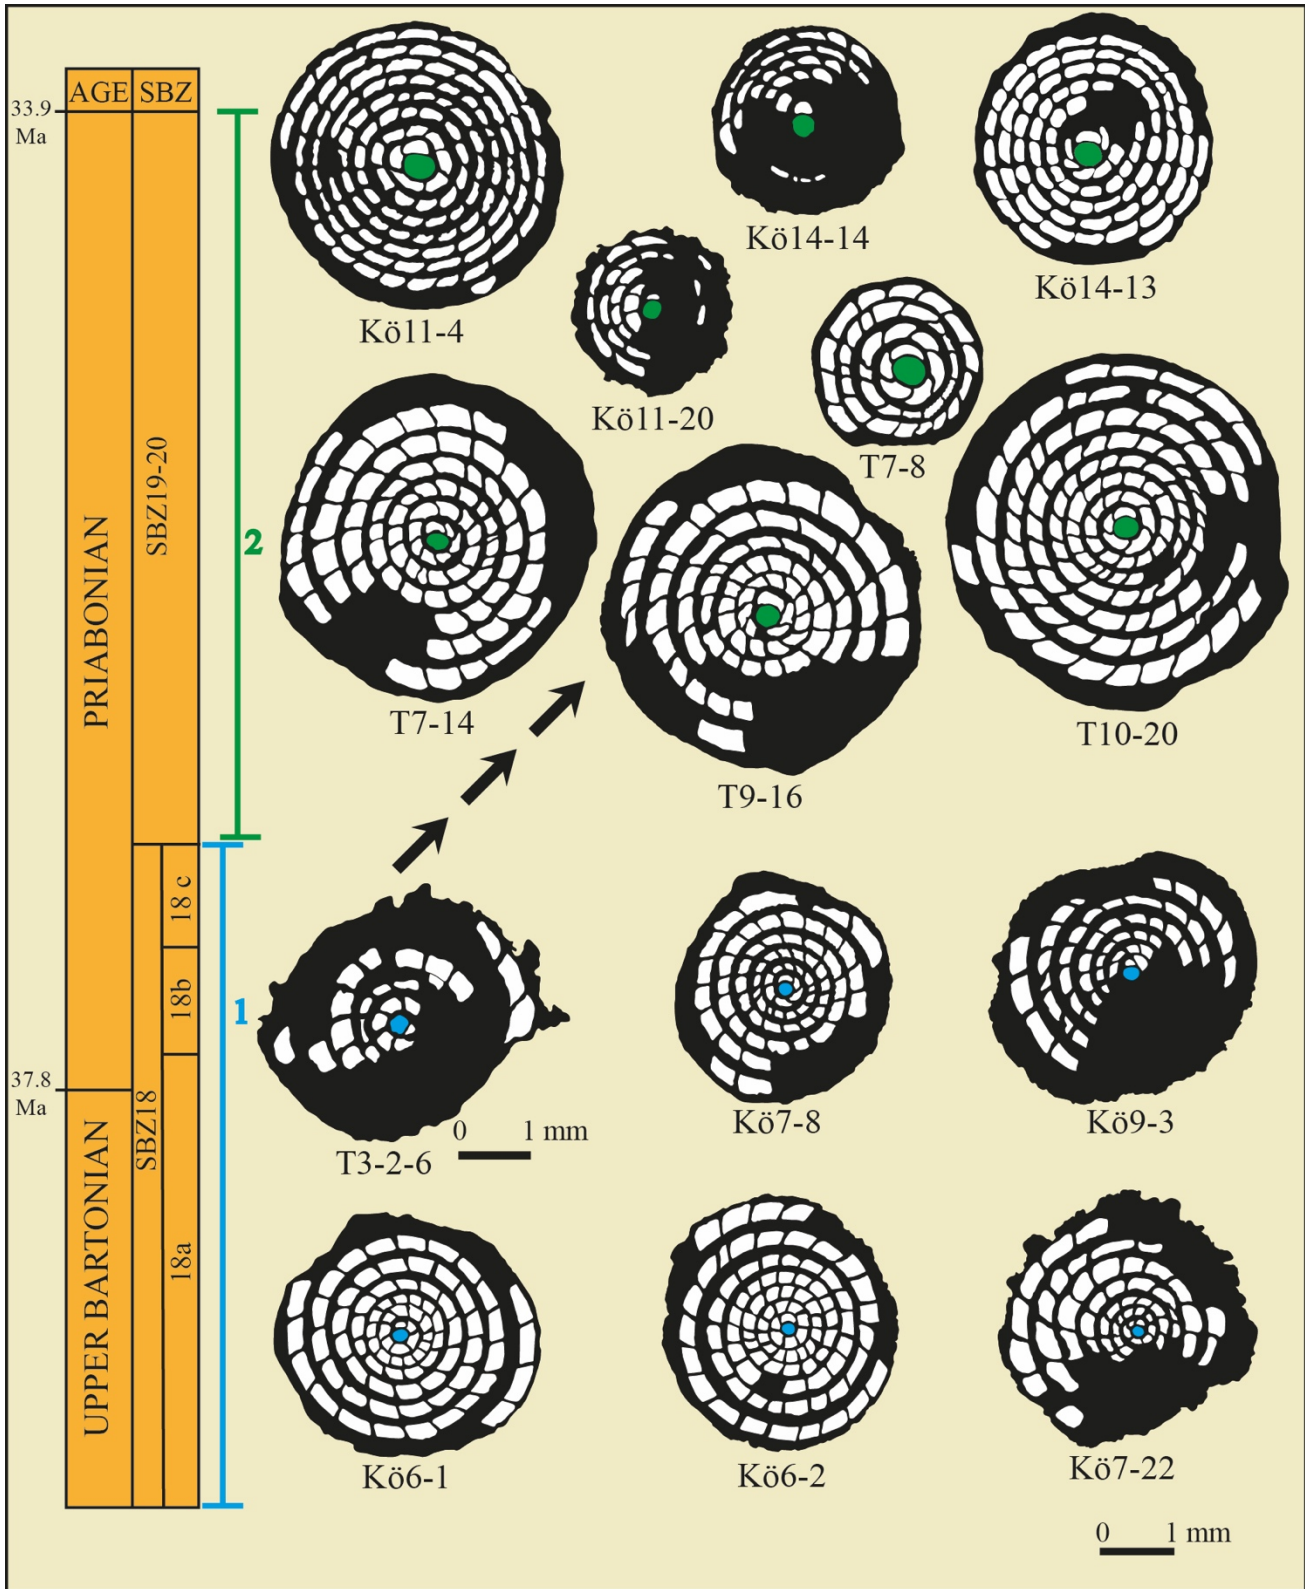 AGE SBZ
33.9
Ma
PRIABONIAN
SBZ19-20
2
18 c
18b
1
37.8
Ma
SBZ18
UPPER BARTONIAN
18a
Kö11-4
Kö14-14
Kö14-13
Kö11-20
T7-8
T7-14
T9-16
T10-20
T3-2-6
0 1 mm
Kö7-8
Kö9-3
Kö6-1
Kö6-2
Kö7-22
0 1 mm